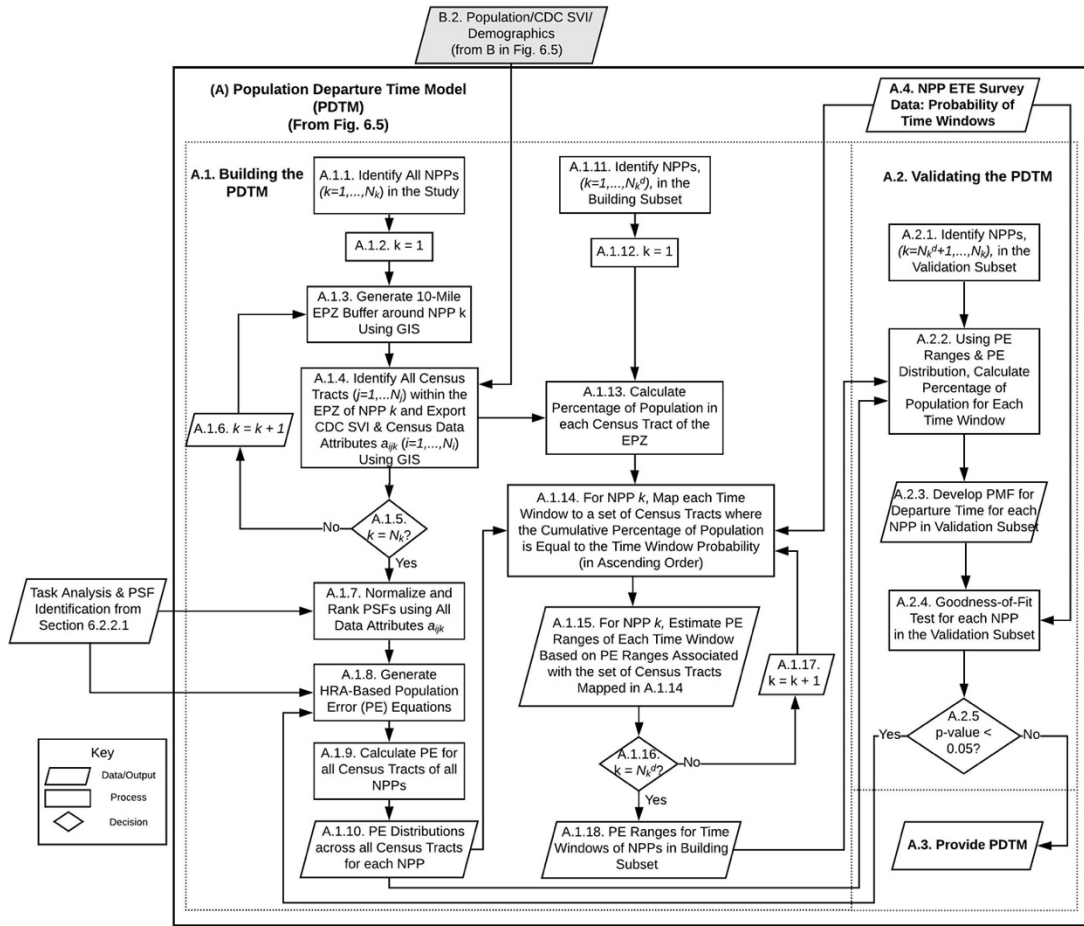 B.2. Population/CDC SVI/
Demographics
(from B in Fig. 6.5)
(A) Population Departure Time Model
(PDTM)
(From Fig. 6.5)
A.4. NPP ETE Survey
Data: Probability of
Time Windows
A.1. Building the
PDTM
A.1.1. Identify All NPPs
(k=1,...,Nk) in the Study
A.1.2. k = 1
A.1.3. Generate 10-Mile
EPZ Buffer around NPP k
Using GIS
A.1.4. Identify All Census
Tracts (j=1,...Nj) within the
EPZ of NPP k and Export
CDC SVI & Census Data
Attributes aijk (i=1,...,Ni)
Using GIS
A.1.6. k = k + 1
No
A.1.5.
k = Nk?
Yes
Task Analysis & PSF
Identification from
Section 6.2.2.1
A.1.7. Normalize and
Rank PSFs using All
Data Attributes aijk
A.1.8. Generate
HRA-Based Population
Error (PE) Equations
A.1.9. Calculate PE for
all Census Tracts of all
NPPs
A.1.10. PE Distributions
across all Census Tracts
for each NPP
A.1.11. Identify NPPs,
(k=1,...,Nkd), in the
Building Subset
A.1.12. k = 1
A.1.13. Calculate
Percentage of Population in
each Census Tract of the
EPZ
A.1.14. For NPP k, Map each Time
Window to a set of Census Tracts where
the Cumulative Percentage of Population
is Equal to the Time Window Probability
(in Ascending Order)
A.1.15. For NPP k, Estimate PE
Ranges of Each Time Window
Based on PE Ranges Associated
with the set of Census Tracts
Mapped in A.1.14
A.1.17.
k = k + 1
A.1.16.
k = Nkd?
No
Yes
A.1.18. PE Ranges for Time
Windows of NPPs in Building
Subset
A.2. Validating the PDTM
A.2.1. Identify NPPs,
(k=Nkd+1,...,Nk), in the
Validation Subset
A.2.2. Using PE
Ranges & PE
Distribution, Calculate
Percentage of
Population for Each
Time Window
A.2.3. Develop PMF for
Departure Time for each
NPP in Validation Subset
A.2.4. Goodness-of-Fit
Test for each NPP
in the Validation Subset
Yes
A.2.5
p-value <
0.05?
No
A.3. Provide PDTM
Key
Data/Output
Process
Decision